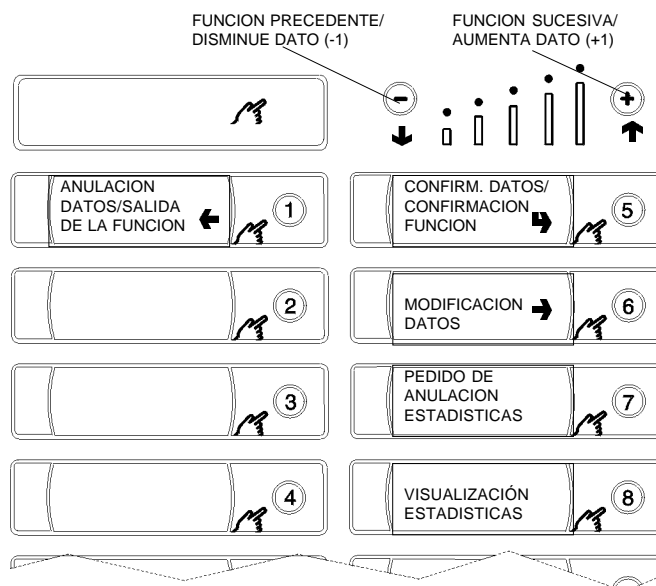 FUNCION PRECEDENTE/
DISMINUE DATO (-1)
FUNCION SUCESIVA/
AUMENTA DATO (+1)
-
+
ANULACION
DATOS/SALIDA
DE LA FUNCION
1
CONFIRM. DATOS/
CONFIRMACION
FUNCION
5
2
MODIFICACION
DATOS
6
3
PEDIDO DE
ANULACION
ESTADISTICAS
7
4
VISUALIZACIÓN
ESTADISTICAS
8